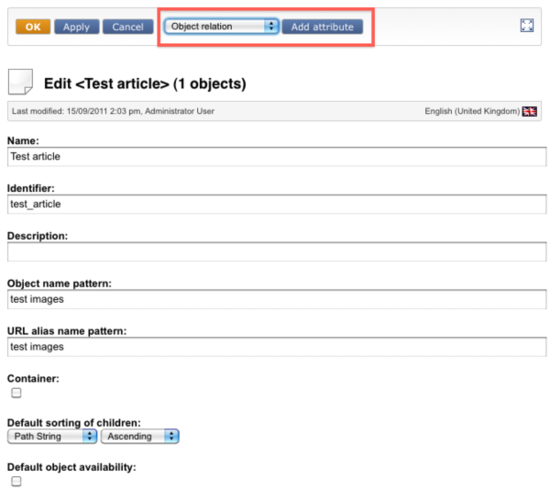 OK Apply Cancel Object relation Add attribute
Edit <Test article> (1 objects)
Last modified: 15/09/2011 2:03 pm, Administrator User English (United Kingdom)
Name:
Test article
Identifier:
test_article
Description:
Object name pattern:
test images
URL alias name pattern:
test images
Container:
Default sorting of children:
Path String Ascending
Default object availability: